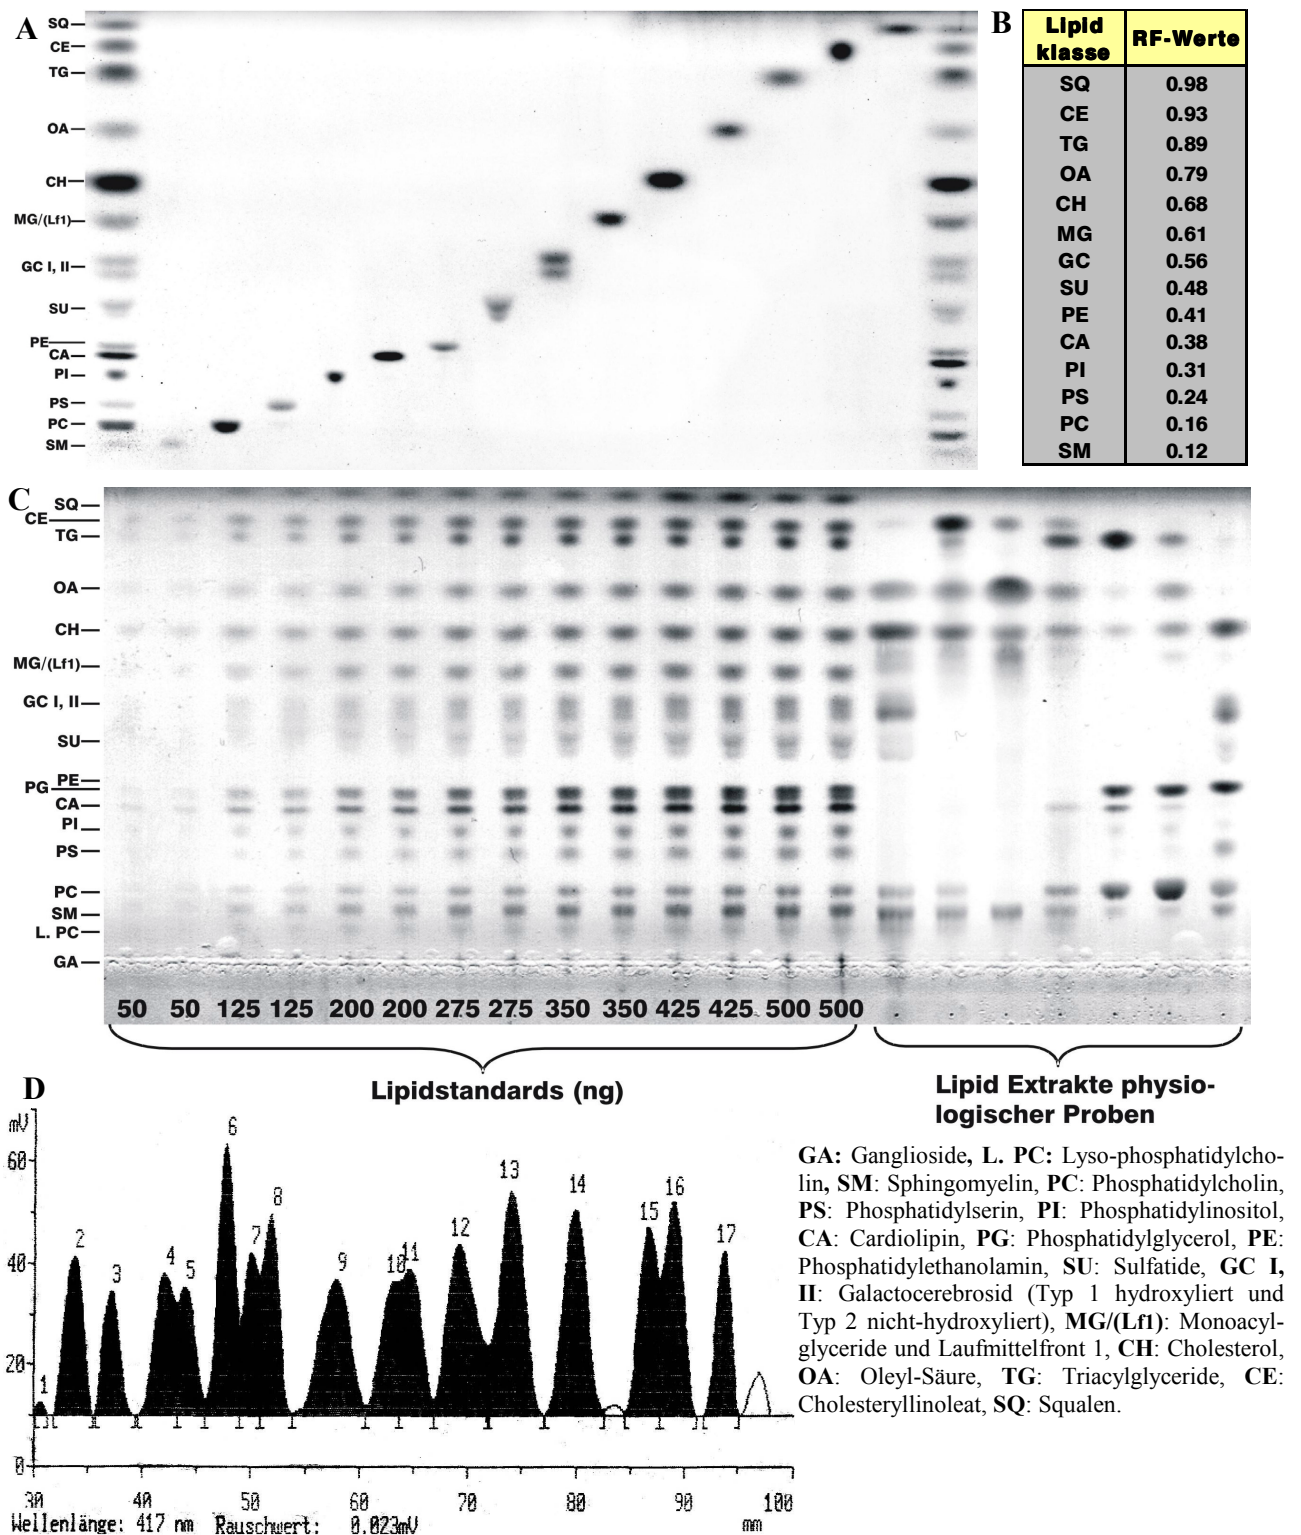 A
SQ
CE
TG
OA
CH
MG/(Lf1)
GC I, II
SU
PE
CA
PI
PS
PC
SM
B
Lipid klasse RF-Werte
SQ 0.98
CE 0.93
TG 0.89
OA 0.79
CH 0.68
MG 0.61
GC 0.56
SU 0.48
PE 0.41
CA 0.38
PI 0.31
PS 0.24
PC 0.16
SM 0.12
C
SQ
CE
TG
OA
CH
MG/(Lf1)
GC I, II
SU
PE
PG
CA
PI
PS
PC
SM
L. PC
GA
50 50 125 125 200 200 275 275 350 350 425 425 500 500
Lipidstandards (ng)
Lipid Extrakte physio-
logischer Proben
D
mV
60
40
20
0
1 2 3 4 5 6 7 8 9 10 11 12 13 14 15 16 17
30 40 50 60 70 80 90 100
mm
Wellenlänge: 417 nm Rauschwert: 0.023mV
GA: Ganglioside, L. PC: Lyso-phosphatidylcho-
lin, SM: Sphingomyelin, PC: Phosphatidylcholin,
PS: Phosphatidylserin, PI: Phosphatidylinositol,
CA: Cardiolipin, PG: Phosphatidylglycerol, PE:
Phosphatidylethanolamin, SU: Sulfatide, GC I,
II: Galactocerebrosid (Typ 1 hydroxyliert und
Typ 2 nicht-hydroxyliert), MG/(Lf1): Monoacyl-
glyceride und Laufmittelfront 1, CH: Cholesterol,
OA: Oleyl-Säure, TG: Triacylglyceride, CE:
Cholesteryllinoleat, SQ: Squalen.